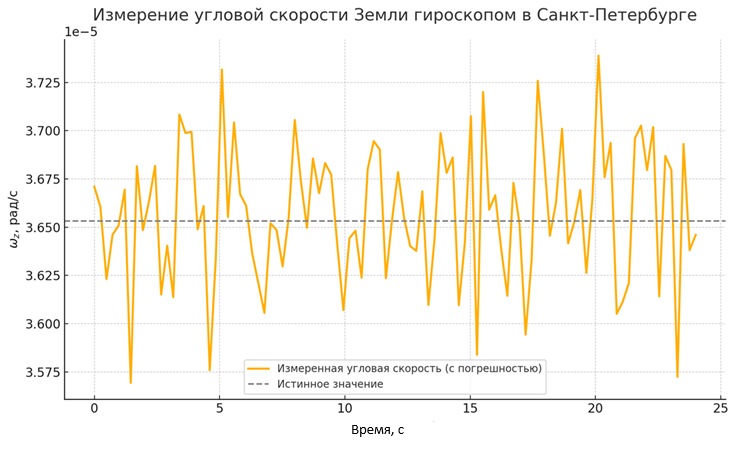 Измерение угловой скорости Земли гироскопом в Санкт-Петербурге
1e−5
3.725
3.700
3.675
3.650
3.625
3.600
3.575
ωz, рад/с
Измеренная угловая скорость (с погрешностью)
Истинное значение
0 5 10 15 20 25
Время, с